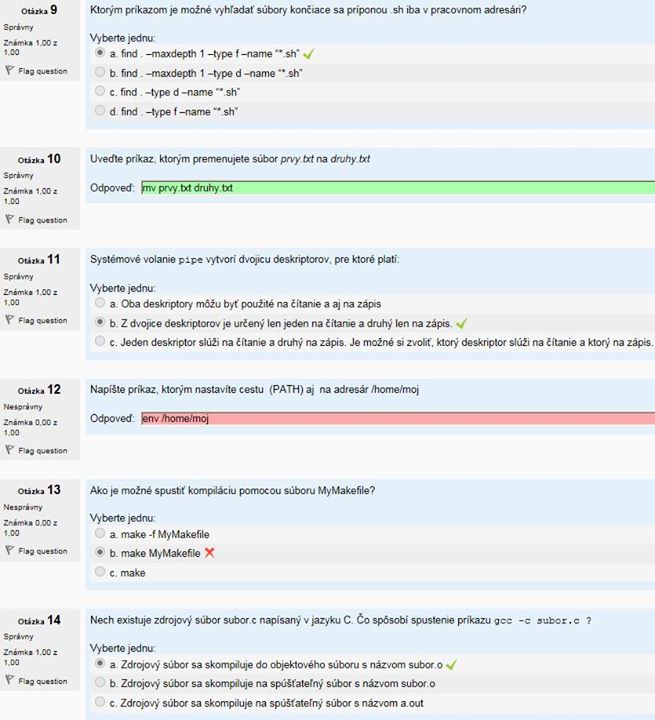 Otázka 9
Správny
Známka 1,00 z
1,00
Flag question
Ktorým príkazom je možné vyhľadať súbory končiace sa príponou .sh iba v pracovnom adresári?
Vyberte jednu:
a. find . –maxdepth 1 –type f –name “*.sh”
b. find . –maxdepth 1 –type d –name “*.sh”
c. find . –type d –name “*.sh”
d. find . –type f –name “*.sh”
Otázka 10
Správny
Známka 1,00 z
1,00
Flag question
Uveďte príkaz, ktorým premenujete súbor prvy.txt na druhy.txt
Odpoveď: mv prvy.txt druhy.txt
Otázka 11
Správny
Známka 1,00 z
1,00
Flag question
Systémové volanie pipe vytvorí dvojicu deskriptorov, pre ktoré platí:
Vyberte jednu:
a. Oba deskriptory môžu byť použité na čítanie a aj na zápis
b. Z dvojice deskriptorov je určený len jeden na čítanie a druhý len na zápis.
c. Jeden deskriptor slúži na čítanie a druhý na zápis. Je možné si zvoliť, ktorý deskriptor slúži na čítanie a ktorý na zápis.
Otázka 12
Nesprávny
Známka 0,00 z
1,00
Flag question
Napíšte príkaz, ktorým nastavíte cestu (PATH) aj na adresár /home/moj
Odpoveď: env /home/moj
Otázka 13
Nesprávny
Známka 0,00 z
1,00
Flag question
Ako je možné spustiť kompiláciu pomocou súboru MyMakefile?
Vyberte jednu:
a. make -f MyMakefile
b. make MyMakefile
c. make
Otázka 14
Správny
Známka 1,00 z
1,00
Flag question
Nech existuje zdrojový súbor subor.c napísaný v jazyku C. Čo spôsobí spustenie príkazu gcc -c subor.c ?
Vyberte jednu:
a. Zdrojový súbor sa skompiluje do objektového súboru s názvom subor.o
b. Zdrojový súbor sa skompiluje na spúšťateľný súbor s názvom subor.o
c. Zdrojový súbor sa skompiluje na spúšťateľný súbor s názvom a.out